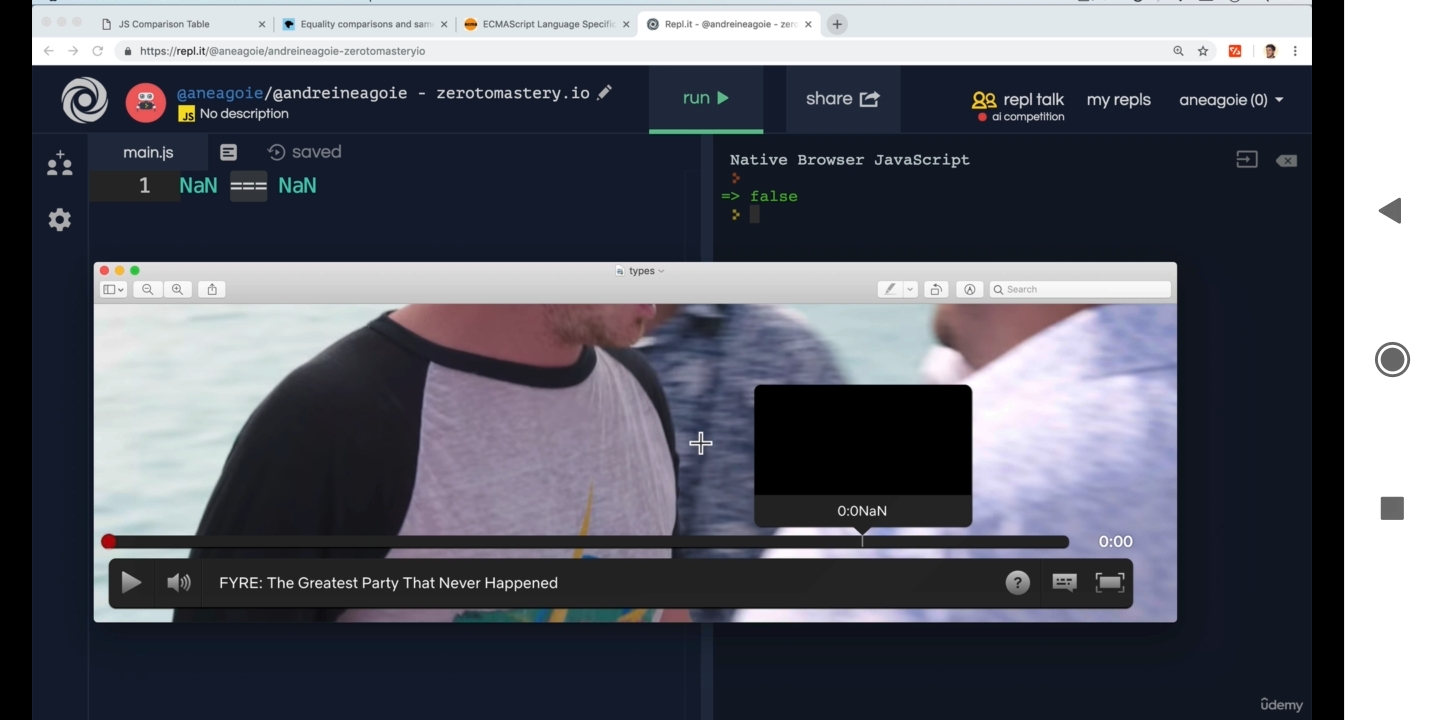 JS Comparison Table
Equality comparisons and sam
ECMAScript Language Specific
Repl.it - @andreineagoie - zero
https://repl.it/@aneagoie/andreineagoie-zerotomasteryio
@aneagoie/@andreineagoie - zerotomastery.io
JS No description
run
share
repl talk
ai competition
my repls
aneagoie (0)
main.js
saved
1 NaN === NaN
Native Browser JavaScript
=> false
types
Search
0:0NaN
0:00
FYRE: The Greatest Party That Never Happened
?
ûdemy